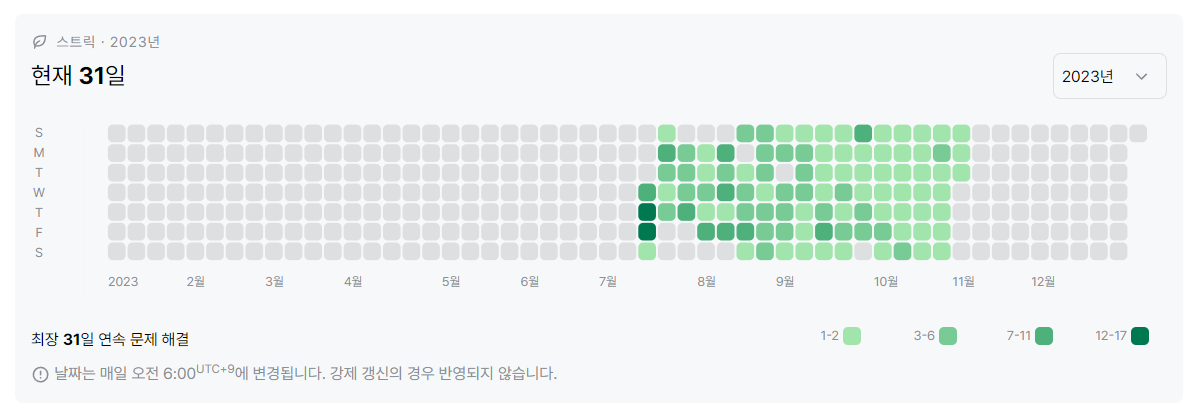 스트릭 · 2023년
현재 31일
2023년
S
M
T
W
T
F
S
2023 2월 3월 4월 5월 6월 7월 8월 9월 10월 11월 12월
최장 31일 연속 문제 해결
1-2 3-6 7-11 12-17
날짜는 매일 오전 6:00UTC+9에 변경됩니다. 강제 갱신의 경우 반영되지 않습니다.